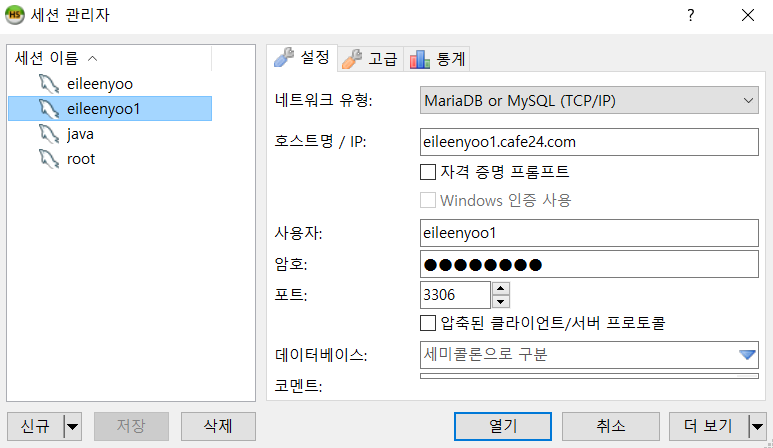 HS 세션 관리자 ?
세션 이름
eileenyoo
eileenyoo1
java
root
설정 고급 통계
네트워크 유형: MariaDB or MySQL (TCP/IP)
호스트명 / IP: eileenyoo1.cafe24.com
자격 증명 프롬프트
Windows 인증 사용
사용자: eileenyoo1
암호: ●●●●●●●●
포트: 3306
압축된 클라이언트/서버 프로토콜
데이터베이스: 세미콜론으로 구분
코멘트:
신규 저장 삭제 열기 취소 더 보기